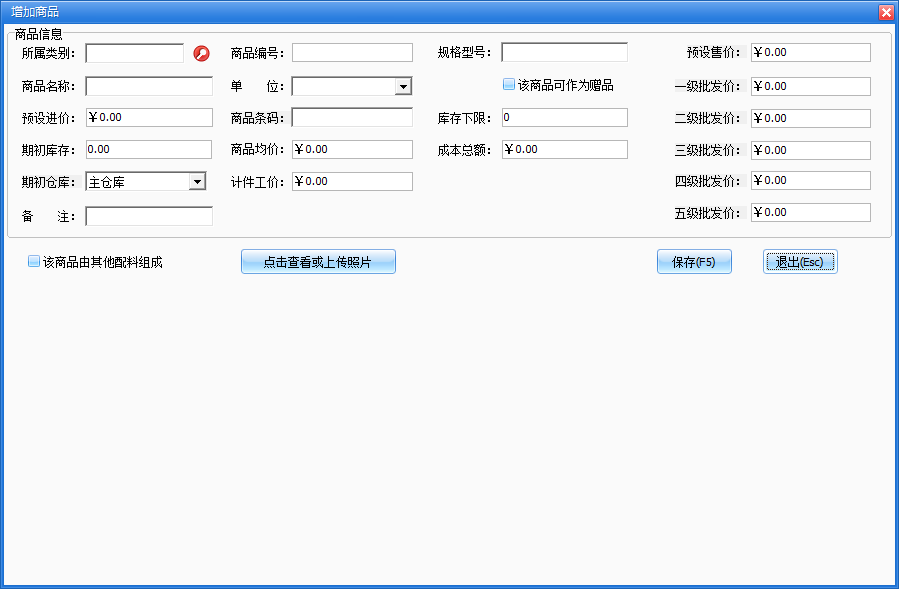 增加商品
商品信息
所属类别： 商品编号： 规格型号： 预设售价： ￥0.00
商品名称： 单 位： 该商品可作为赠品 一级批发价： ￥0.00
预设进价： ￥0.00 商品条码： 库存下限： 0 二级批发价： ￥0.00
期初库存： 0.00 商品均价： ￥0.00 成本总额： ￥0.00 三级批发价： ￥0.00
期初仓库： 主仓库 计件工价： ￥0.00 四级批发价： ￥0.00
备 注： 五级批发价： ￥0.00
该商品由其他配料组成 点击查看或上传照片 保存(F5) 退出(Esc)